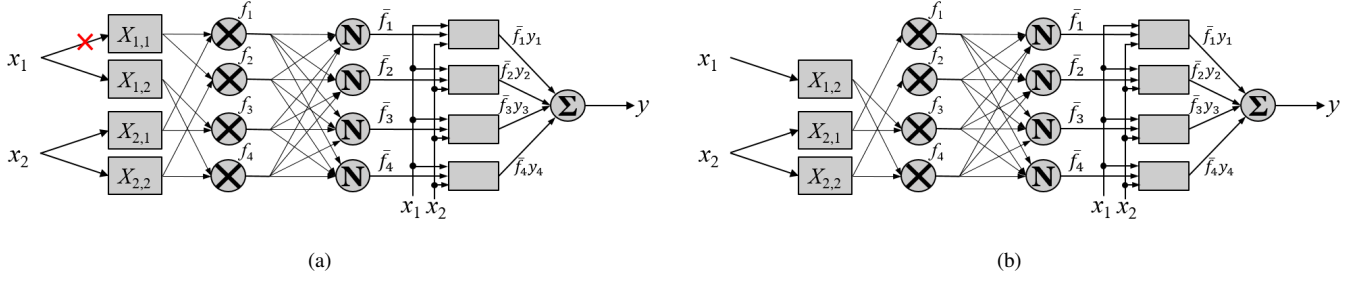 x₁ X₁,₁ f₁ N f̄₁ f̄₁y₁
X₁,₂ f₂ N f̄₂ f̄₂y₂
x₂ X₂,₁ f₃ N f̄₃ f̄₃y₃ Σ y
X₂,₂ f₄ N f̄₄ f̄₄y₄
x₁ x₂
(a)
x₁ f₁ N f̄₁ f̄₁y₁
X₁,₂ f₂ N f̄₂ f̄₂y₂
x₂ X₂,₁ f₃ N f̄₃ f̄₃y₃ Σ y
X₂,₂ f₄ N f̄₄ f̄₄y₄
x₁ x₂
(b)